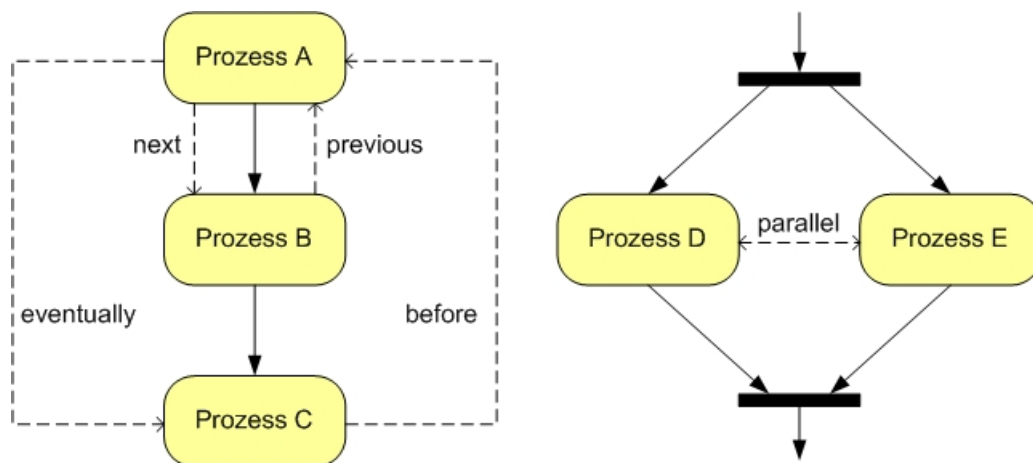 Prozess A
next
previous
Prozess B
eventually
before
Prozess C
Prozess D
parallel
Prozess E